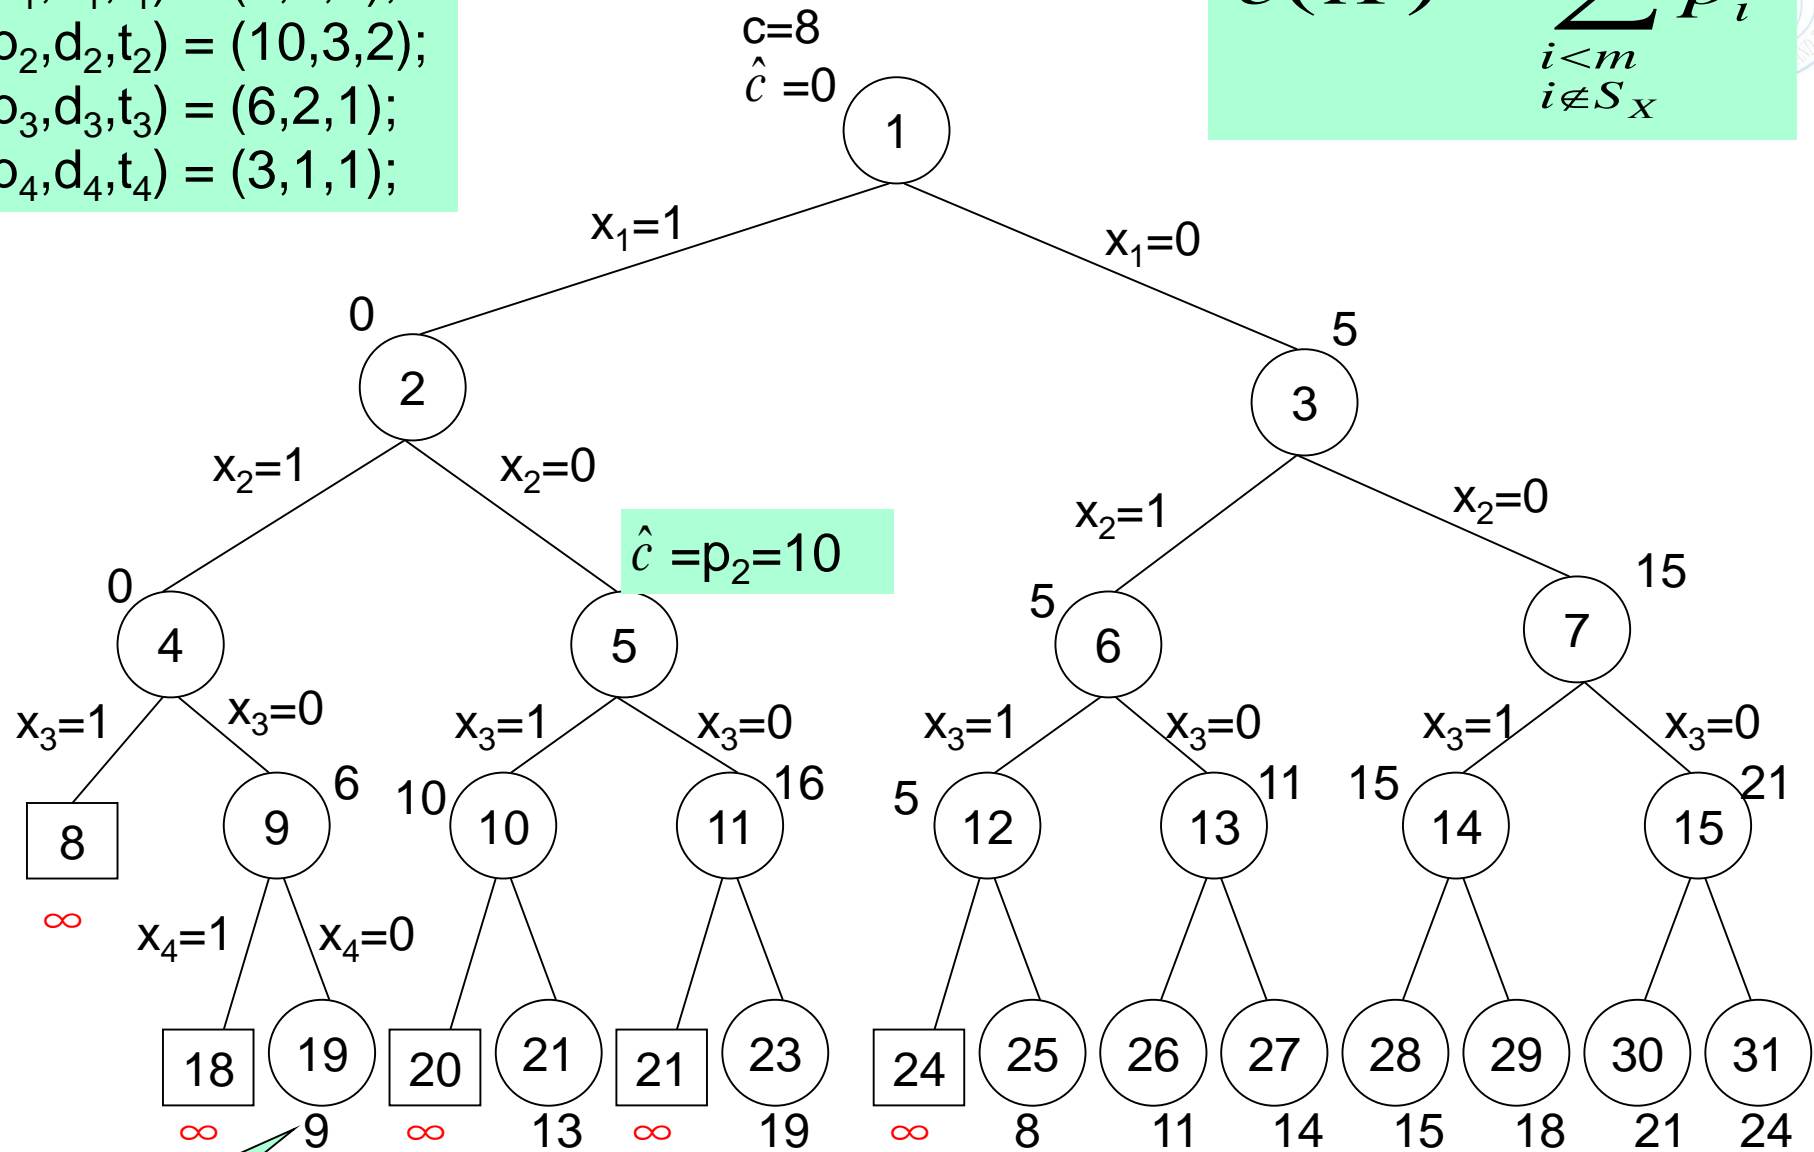 p₂,d₂,t₂) = (10,3,2);
p₃,d₃,t₃) = (6,2,1);
p₄,d₄,t₄) = (3,1,1);
c=8
ĉ =0
∑ pᵢ
i<m
i∉S_X
1
x₁=1
x₁=0
0
5
2
3
x₂=1
x₂=0
x₂=1
x₂=0
ĉ =p₂=10
0
5
15
4
5
6
7
x₃=1
x₃=0
x₃=1
x₃=0
x₃=1
x₃=0
x₃=1
x₃=0
6
10
16
5
11
15
21
8
9
10
11
12
13
14
15
∞
x₄=1
x₄=0
18
19
20
21
21
23
24
25
26
27
28
29
30
31
∞
9
∞
13
∞
19
∞
8
11
14
15
18
21
24